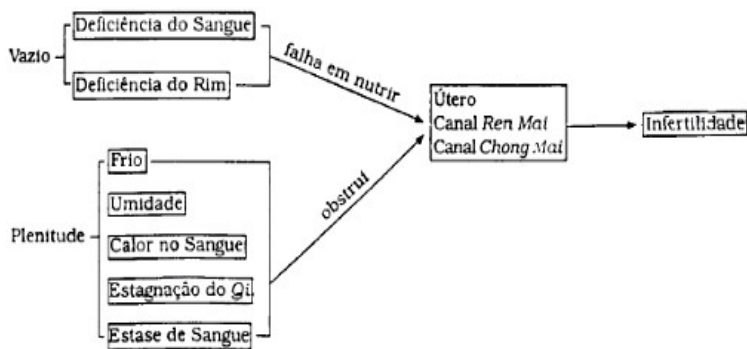 Vazio
Deficiência do Sangue
Deficiência do Rim
falha em nutrir
Plenitude
Frio
Umidade
Calor no Sangue
Estagnação do Qi
Estase de Sangue
obstrui
Útero
Canal Ren Mai
Canal Chong Mai
Infertilidade